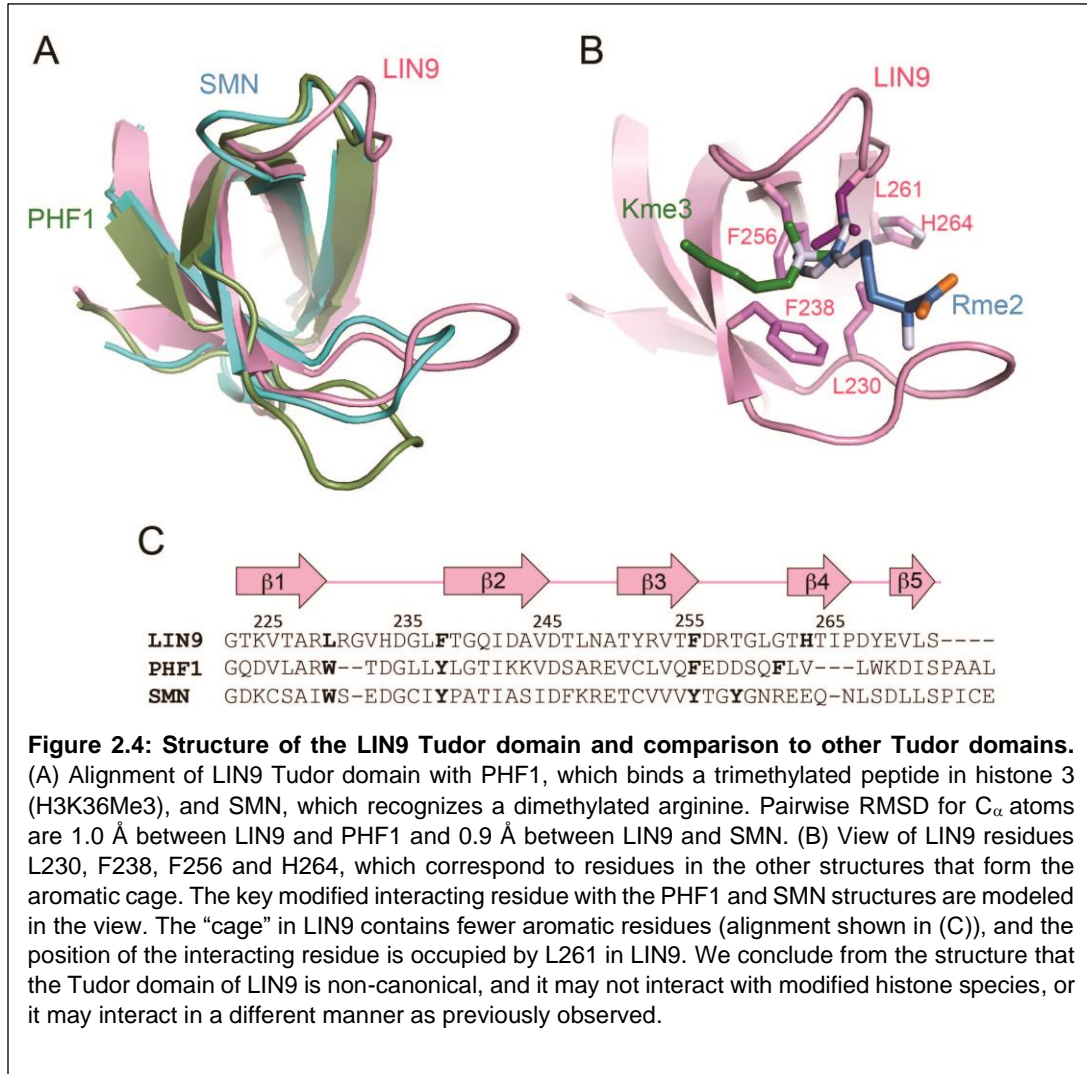 A
SMN
LIN9
PHF1
B
LIN9
Kme3
L261
H264
F256
F238
Rme2
L230
C
β1 β2 β3 β4 β5
225 235 245 255 265
LIN9 GTKVTARLRGVHDGLFTGQIDAVDTLNATYRVTFDRTGLGTHTIPDYEVLS----
PHF1 GQDVLARW--TDGLLYLGTIKKVDSAREVCLVQFEDDSQFLV---LWKDISPAAL
SMN GDKCSAIWS-EDGCIYPATIASIDFKRETCVVVYTGYGNREEQ-NLSDLLSPICE
Figure 2.4: Structure of the LIN9 Tudor domain and comparison to other Tudor domains.
(A) Alignment of LIN9 Tudor domain with PHF1, which binds a trimethylated peptide in histone 3
(H3K36Me3), and SMN, which recognizes a dimethylated arginine. Pairwise RMSD for Cα atoms
are 1.0 Å between LIN9 and PHF1 and 0.9 Å between LIN9 and SMN. (B) View of LIN9 residues
L230, F238, F256 and H264, which correspond to residues in the other structures that form the
aromatic cage. The key modified interacting residue with the PHF1 and SMN structures are modeled
in the view. The “cage” in LIN9 contains fewer aromatic residues (alignment shown in (C)), and the
position of the interacting residue is occupied by L261 in LIN9. We conclude from the structure that
the Tudor domain of LIN9 is non-canonical, and it may not interact with modified histone species, or
it may interact in a different manner as previously observed.